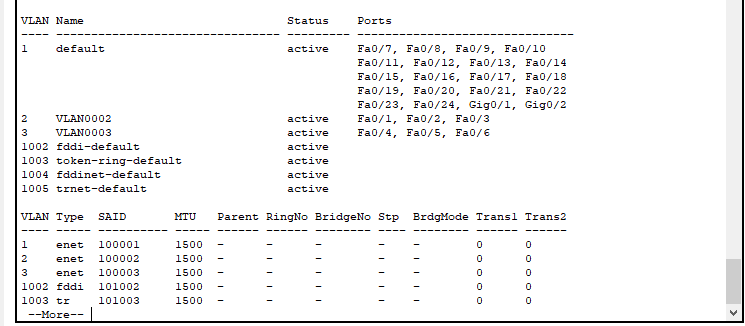 VLAN Name                             Status    Ports
---- -------------------------------- --------- -------------------------------
1    default                          active    Fa0/7, Fa0/8, Fa0/9, Fa0/10
                                                Fa0/11, Fa0/12, Fa0/13, Fa0/14
                                                Fa0/15, Fa0/16, Fa0/17, Fa0/18
                                                Fa0/19, Fa0/20, Fa0/21, Fa0/22
                                                Fa0/23, Fa0/24, Gig0/1, Gig0/2
2    VLAN0002                         active    Fa0/1, Fa0/2, Fa0/3
3    VLAN0003                         active    Fa0/4, Fa0/5, Fa0/6
1002 fddi-default                     active
1003 token-ring-default               active
1004 fddinet-default                  active
1005 trnet-default                    active
VLAN Type  SAID       MTU   Parent RingNo BridgeNo Stp  BrdgMode Trans1 Trans2
---- ----- ---------- ----- ------ ------ -------- ---- -------- ------ ------
1    enet  100001     1500  -      -      -        -    -        0      0
2    enet  100002     1500  -      -      -        -    -        0      0
3    enet  100003     1500  -      -      -        -    -        0      0
1002 fddi  101002     1500  -      -      -        -    -        0      0
1003 tr    101003     1500  -      -      -        -    -        0      0
 --More--